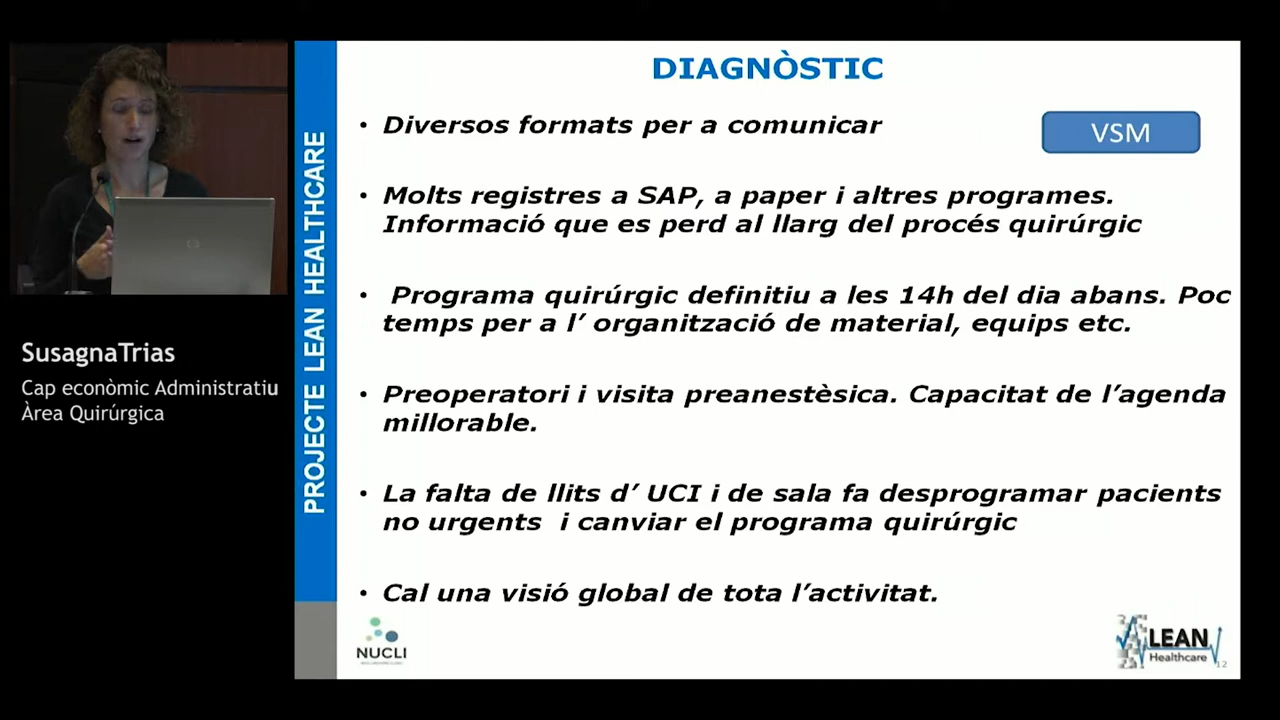 DIAGNÒSTIC
VSM
• Diversos formats per a comunicar
• Molts registres a SAP, a paper i altres programes.
Informació que es perd al llarg del procés quirúrgic
• Programa quirúrgic definitiu a les 14h del dia abans. Poc
temps per a l’ organització de material, equips etc.
• Preoperatori i visita preanestèsica. Capacitat de l’agenda
millorable.
• La falta de llits d’ UCI i de sala fa desprogramar pacients
no urgents i canviar el programa quirúrgic
• Cal una visió global de tota l’activitat.
PROJECTE LEAN HEALTHCARE
SusagnaTrias
Cap econòmic Administratiu
Àrea Quirúrgica
NUCLI
LEAN
Healthcare
12